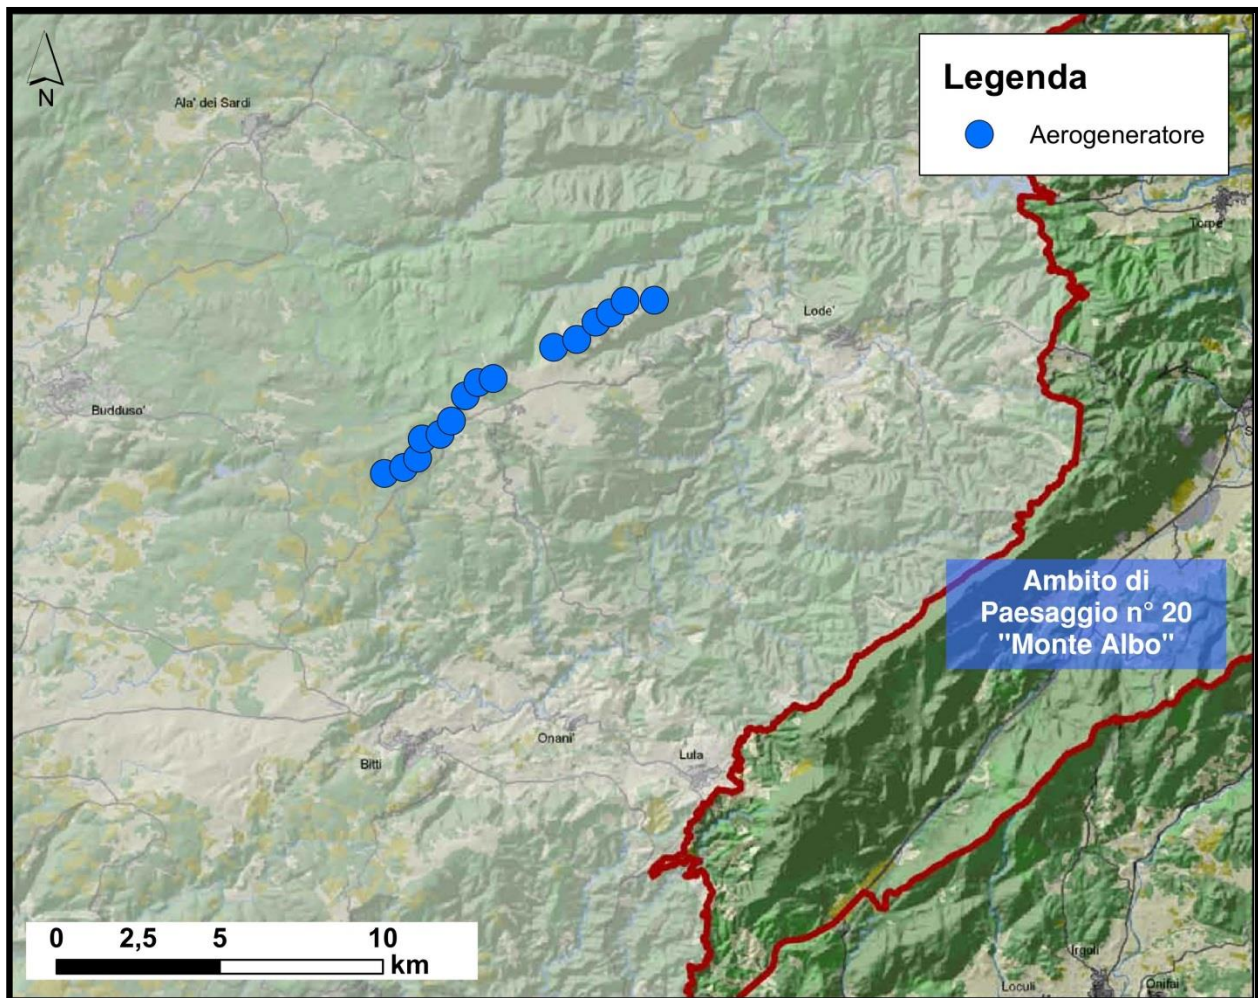 N
Legenda
Aerogeneratore
Ala' dei Sardi
Torpe'
Lode'
Budduso'
Ambito di
Paesaggio n° 20
"Monte Albo"
Onani'
Lula
Bitti
Irgoli
Loculi
Onifai
0 2,5 5 10
km